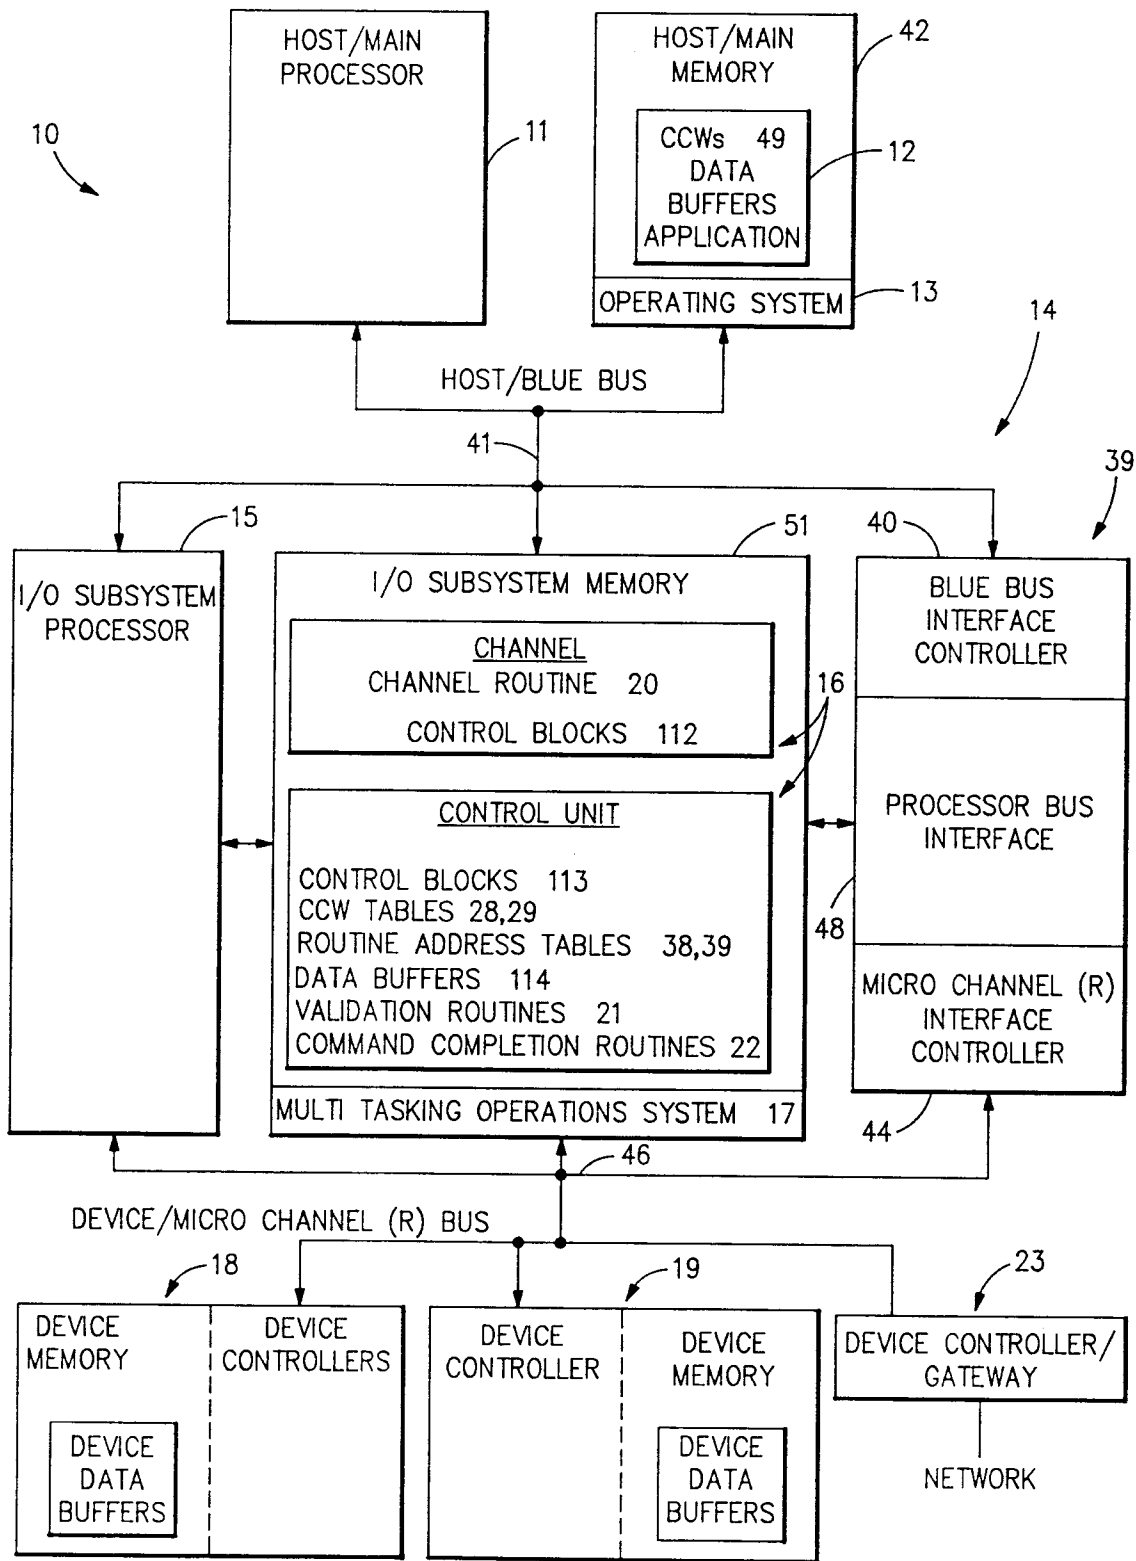 HOST/MAIN
PROCESSOR
HOST/MAIN
MEMORY
42
10
11
CCWs 49
DATA
BUFFERS
APPLICATION
12
OPERATING SYSTEM
13
14
HOST/BLUE BUS
41
39
15
51
40
I/O SUBSYSTEM
PROCESSOR
I/O SUBSYSTEM MEMORY
BLUE BUS
INTERFACE
CONTROLLER
CHANNEL
CHANNEL ROUTINE 20
CONTROL BLOCKS 112
16
CONTROL UNIT
CONTROL BLOCKS 113
CCW TABLES 28,29
ROUTINE ADDRESS TABLES 38,39
DATA BUFFERS 114
VALIDATION ROUTINES 21
COMMAND COMPLETION ROUTINES 22
PROCESSOR BUS
INTERFACE
48
MICRO CHANNEL (R)
INTERFACE
CONTROLLER
MULTI TASKING OPERATIONS SYSTEM 17
44
46
DEVICE/MICRO CHANNEL (R) BUS
18
19
23
DEVICE
MEMORY
DEVICE
CONTROLLERS
DEVICE
CONTROLLER
DEVICE
MEMORY
DEVICE CONTROLLER/
GATEWAY
DEVICE
DATA
BUFFERS
DEVICE
DATA
BUFFERS
NETWORK